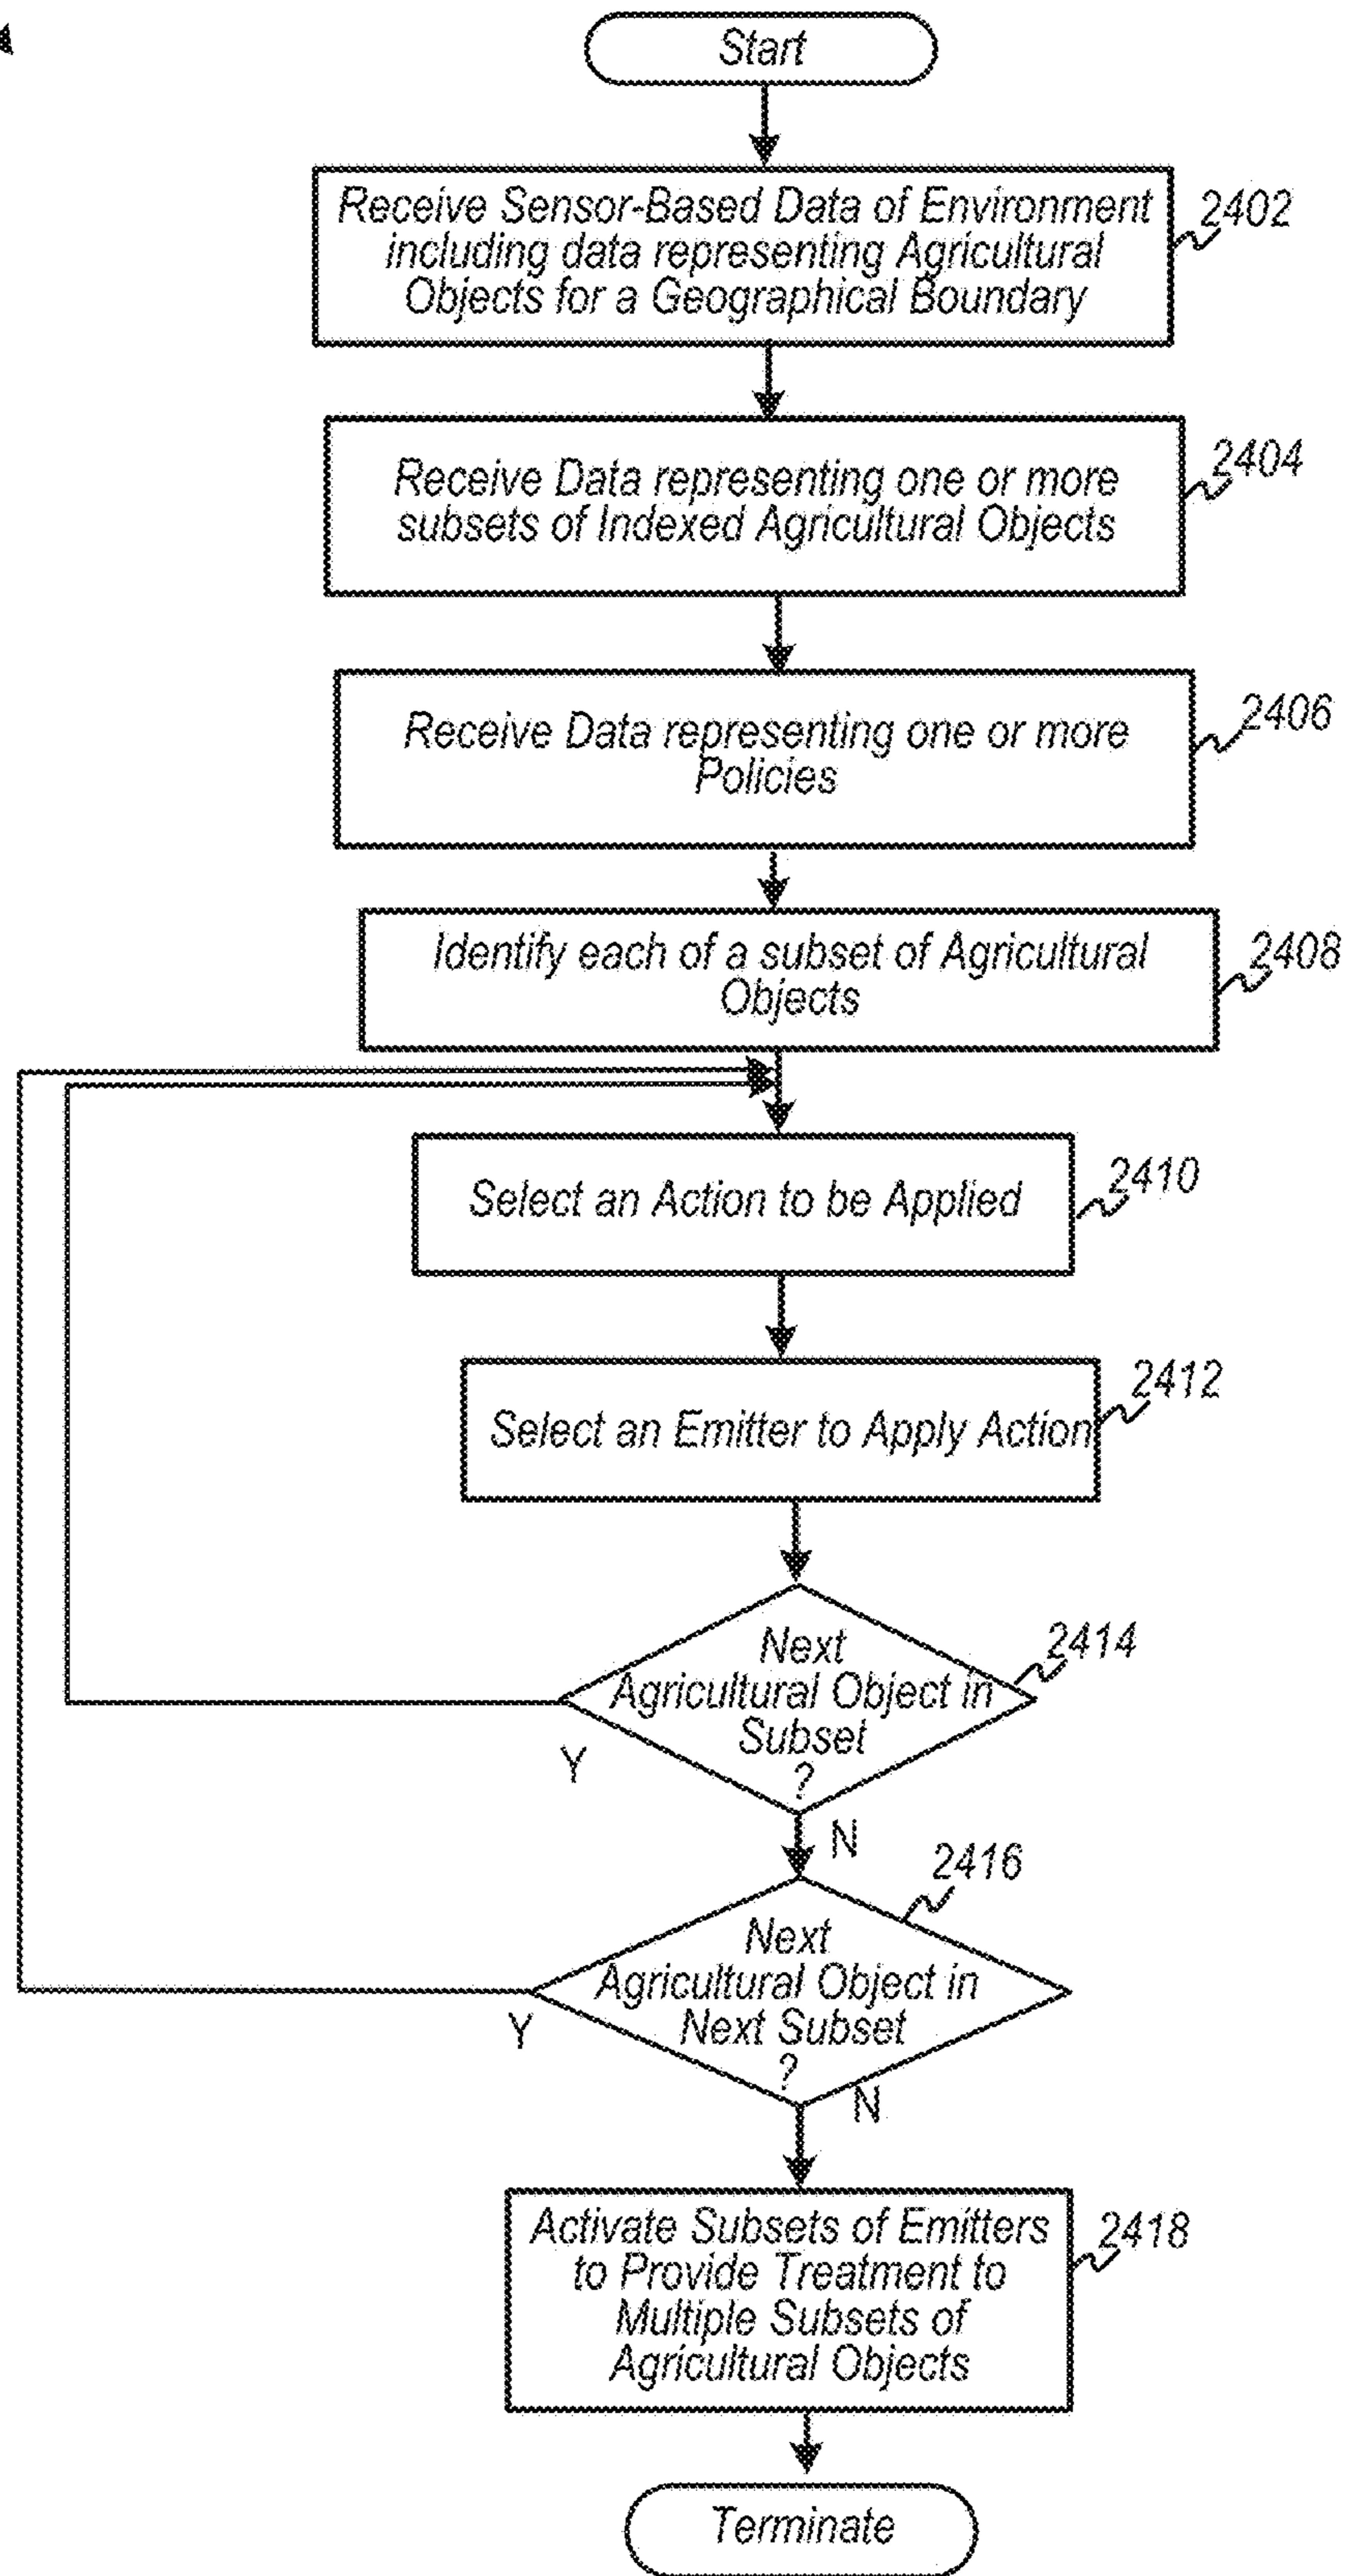 Start
Receive Sensor-Based Data of Environment
including data representing Agricultural
Objects for a Geographical Boundary
2402
Receive Data representing one or more
subsets of Indexed Agricultural Objects
2404
Receive Data representing one or more
Policies
2406
Identify each of a subset of Agricultural
Objects
2408
Select an Action to be Applied
2410
Select an Emitter to Apply Action
2412
Next
Agricultural Object in
Subset
?
2414
Y
N
2416
Next
Agricultural Object in
Next Subset
?
Y
N
Activate Subsets of Emitters
to Provide Treatment to
Multiple Subsets of
Agricultural Objects
2418
Terminate